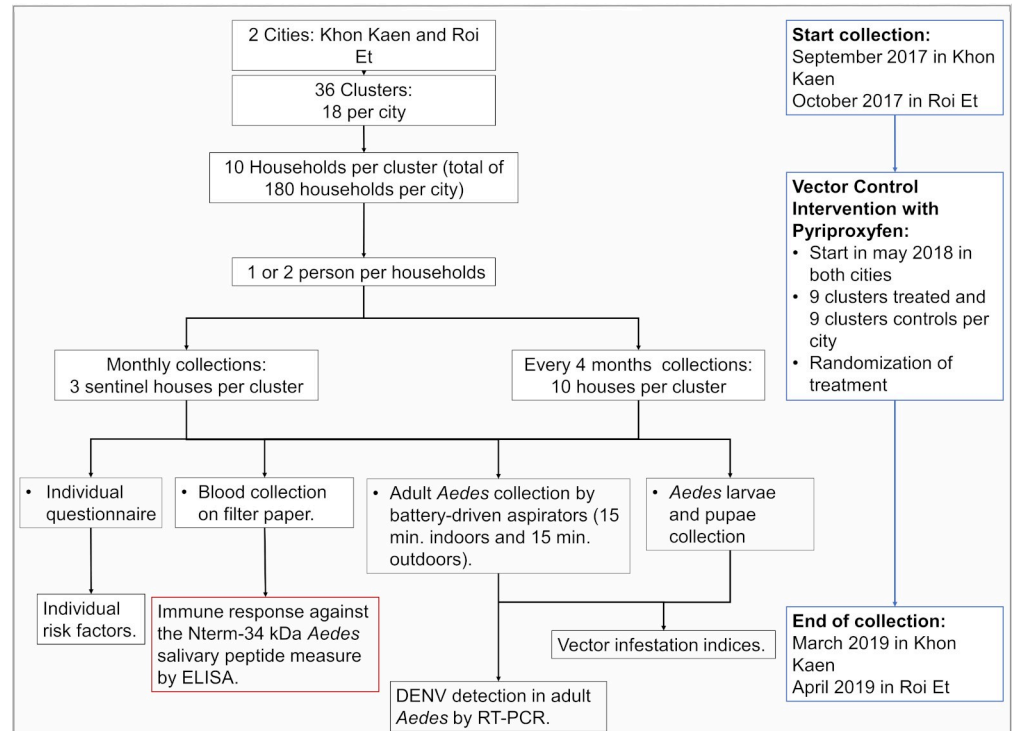 2 Cities: Khon Kaen and Roi
Et
36 Clusters:
18 per city
10 Households per cluster (total of
180 households per city)
1 or 2 person per households
Monthly collections:
3 sentinel houses per cluster
Every 4 months collections:
10 houses per cluster
• Individual
questionnaire
• Blood collection
on filter paper.
• Adult Aedes collection by
battery-driven aspirators (15
min. indoors and 15 min.
outdoors).
• Aedes larvae
and pupae
collection
Individual
risk factors.
Immune response against
the Nterm-34 kDa Aedes
salivary peptide measure
by ELISA.
Vector infestation indices.
DENV detection in adult
Aedes by RT-PCR.
Start collection:
September 2017 in Khon
Kaen
October 2017 in Roi Et
Vector Control
Intervention with
Pyriproxyfen:
• Start in may 2018 in
both cities
• 9 clusters treated and
9 clusters controls per
city
• Randomization of
treatment
End of collection:
March 2019 in Khon
Kaen
April 2019 in Roi Et